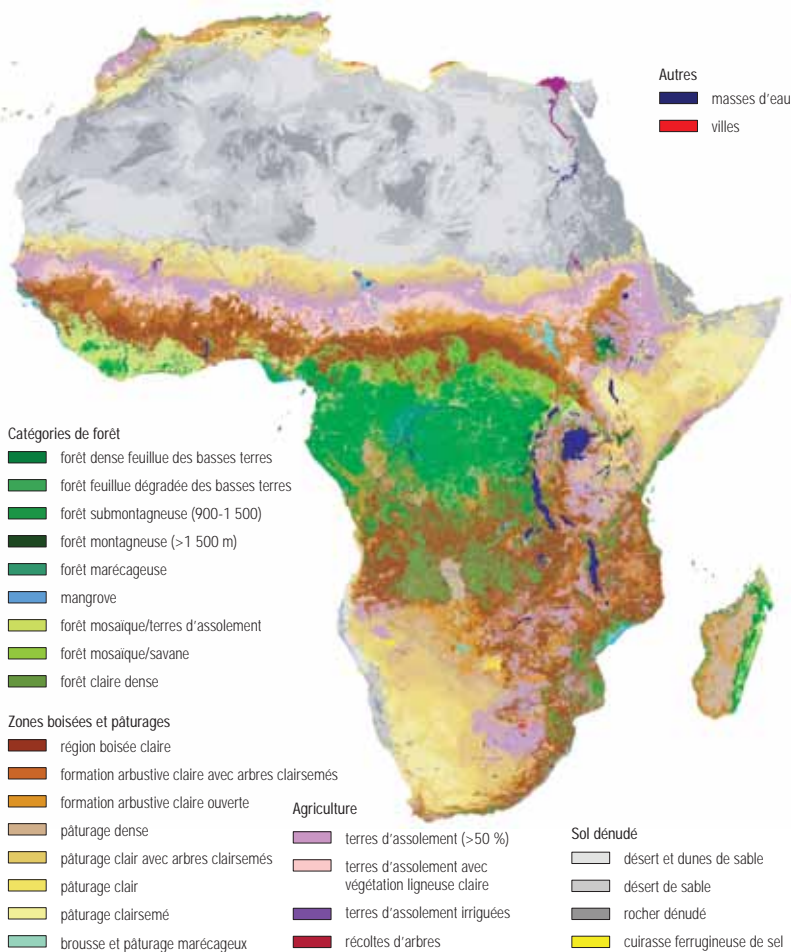 Autres
masses d'eau
villes
Catégories de forêt
forêt dense feuillue des basses terres
forêt feuillue dégradée des basses terres
forêt submontagneuse (900-1 500)
forêt montagneuse (>1 500 m)
forêt marécageuse
mangrove
forêt mosaïque/terres d'assolement
forêt mosaïque/savane
forêt claire dense
Zones boisées et pâturages
région boisée claire
formation arbustive claire avec arbres clairsemés
formation arbustive claire ouverte
pâturage dense
pâturage clair avec arbres clairsemés
pâturage clair
pâturage clairsemé
brousse et pâturage marécageux
Agriculture
terres d'assolement (>50 %)
terres d'assolement avec
végétation ligneuse claire
terres d'assolement irriguées
récoltes d'arbres
Sol dénudé
désert et dunes de sable
désert de sable
rocher dénudé
cuirasse ferrugineuse de sel